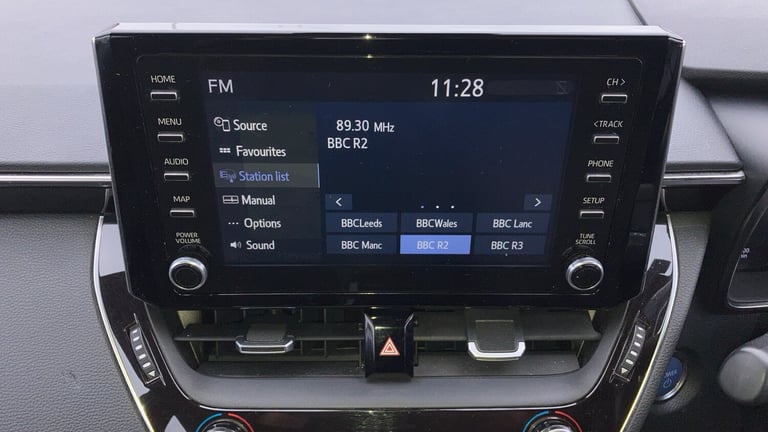 HOME
MENU
AUDIO
MAP
POWER
VOLUME
FM
11:28
Source
Favourites
Station list
Manual
Options
Sound
89.30 MHz
BBC R2
<
>
BBCLeeds
BBCWales
BBC Lanc
BBC Manc
BBC R2
BBC R3
CH >
<TRACK
PHONE
SETUP
TUNE
SCROLL